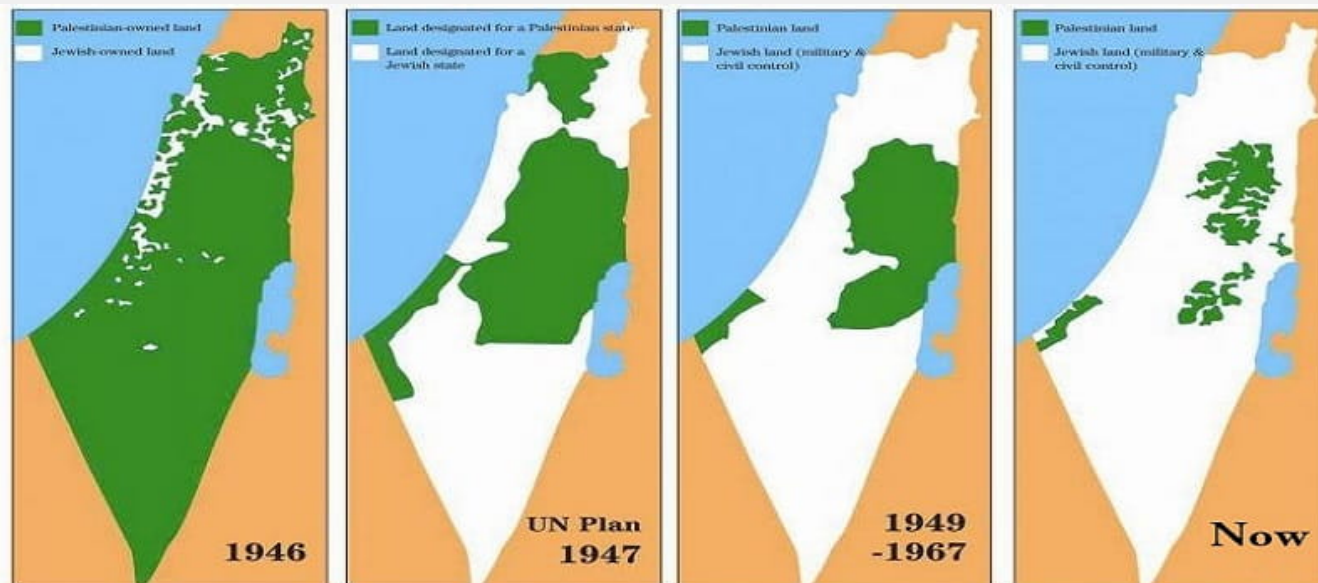 Palestinian-owned land
Jewish-owned land
1946
Land designated for a Palestinian state
Land designated for a
Jewish state
UN Plan
1947
Palestinian land
Jewish land (military &
civil control)
1949
-1967
Palestinian land
Jewish land (military &
civil control)
Now